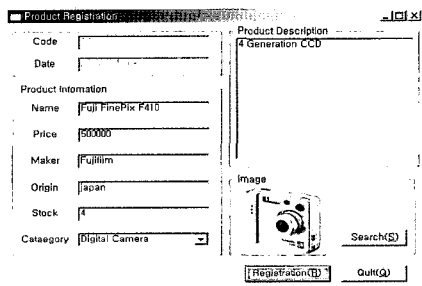 Product Registration
Code
Date
Product Infomation
Name Fuji FinePix F410
Price 500000
Maker Fujifilm
Origin Japan
Stock 4
Cataegory Digital Camera
Product Description
4 Generation CCD
Image
Search(S)
Registration(R)
Quit(Q)